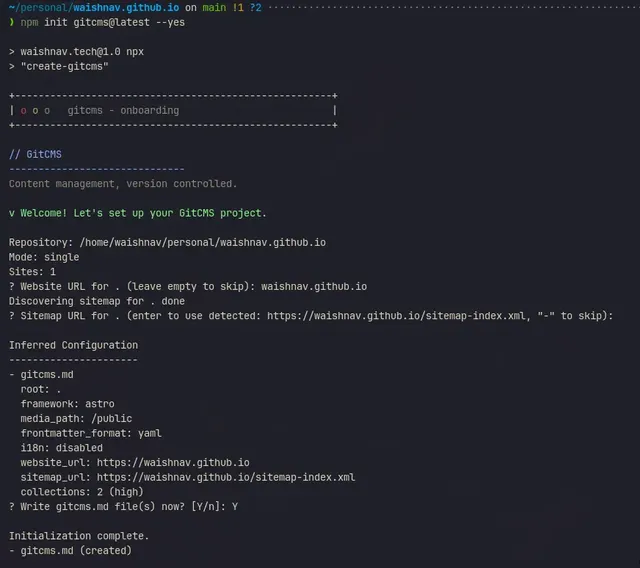 ~/personal/waishnav.github.io on main !1 ?2
❯ npm init gitcms@latest --yes
> waishnav.tech@1.0 npx
> "create-gitcms"
+------------------------------------------------------+
| o o o   gitcms - onboarding                          |
+------------------------------------------------------+
// GitCMS
------------------------------
Content management, version controlled.
v Welcome! Let's set up your GitCMS project.
Repository: /home/waishnav/personal/waishnav.github.io
Mode: single
Sites: 1
? Website URL for . (leave empty to skip): waishnav.github.io
Discovering sitemap for . done
? Sitemap URL for . (enter to use detected: https://waishnav.github.io/sitemap-index.xml, "-" to skip):
Inferred Configuration
----------------------
- gitcms.md
  root: .
  framework: astro
  media_path: /public
  frontmatter_format: yaml
  i18n: disabled
  website_url: https://waishnav.github.io
  sitemap_url: https://waishnav.github.io/sitemap-index.xml
  collections: 2 (high)
? Write gitcms.md file(s) now? [Y/n]: Y
Initialization complete.
- gitcms.md (created)